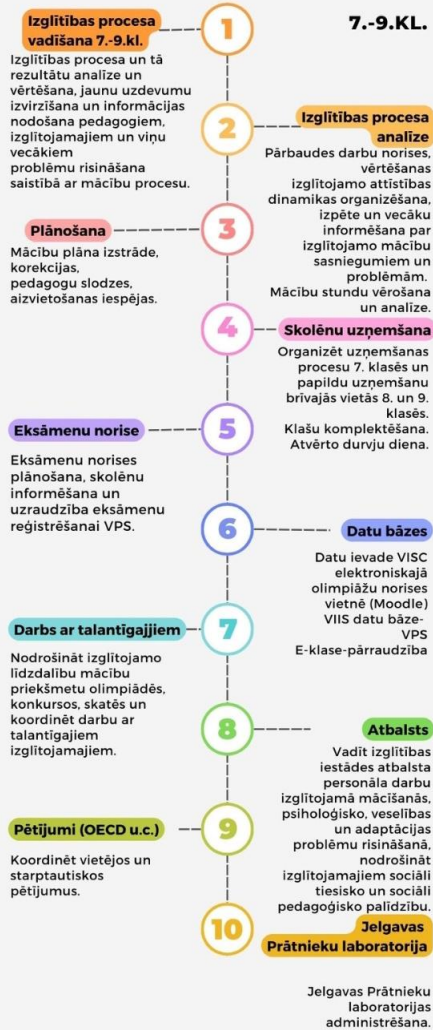 7.-9.KL.
Izglītības procesa
vadīšana 7.-9.kl.
1
Izglītības procesa un tā
rezultātu analīze un
vērtēšana, jaunu uzdevumu
izvirzīšana un informācijas
nodošana pedagogiem,
izglītojamajiem un viņu
vecākiem
problēmu risināšana
saistībā ar mācību procesu.
2
Izglītības procesa
analīze
Pārbaudes darbu norises,
vērtēšanas
izglītojamo attīstības
dinamikas organizēšana,
izpēte un vecāku
informēšana par
izglītojamo mācību
sasniegumiem un
problēmām.
Mācību stundu vērošana
un analīze.
Plānošana
3
Mācību plāna izstrāde,
korekcijas,
pedagogu slodzes,
aizvietošanas iespējas.
4
Skolēnu uzņemšana
Organizēt uzņemšanas
procesu 7. klasēs un
papildu uzņemšanu
brīvajās vietās 8. un 9.
klasēs.
Klašu komplektēšana.
Atvērto durvju diena.
Eksāmenu norise
5
Eksāmenu norises
plānošana, skolēnu
informēšana un
uzraudzība eksāmenu
reģistrēšanai VPS.
6
Datu bāzes
Datu ievade VISC
elektroniskajā
olimpiāžu norises
vietnē (Moodle)
VIIS datu bāze-
VPS
E-klase-pārraudzība
Darbs ar talantīgajjiem
7
Nodrošināt izglītojamo
līdzdalību mācību
priekšmetu olimpiādēs,
konkursos, skatēs un
koordinēt darbu ar
talantīgajiem
izglītojamajiem.
8
Atbalsts
Vadīt izglītības
iestādes atbalsta
personāla darbu
izglītojamā mācīšanās,
psiholoģisko, veselības
un adaptācijas
problēmu risināšanā,
nodrošināt
izglītojamajiem sociāli
tiesisko un sociāli
pedagoģisko palīdzību.
Pētījumi (OECD u.c.)
9
Koordinēt vietējos un
starptautiskos
pētījumus.
10
Jelgavas
Prātnieku laboratorija
Jelgavas Prātnieku
laboratorijas
administrēšana.